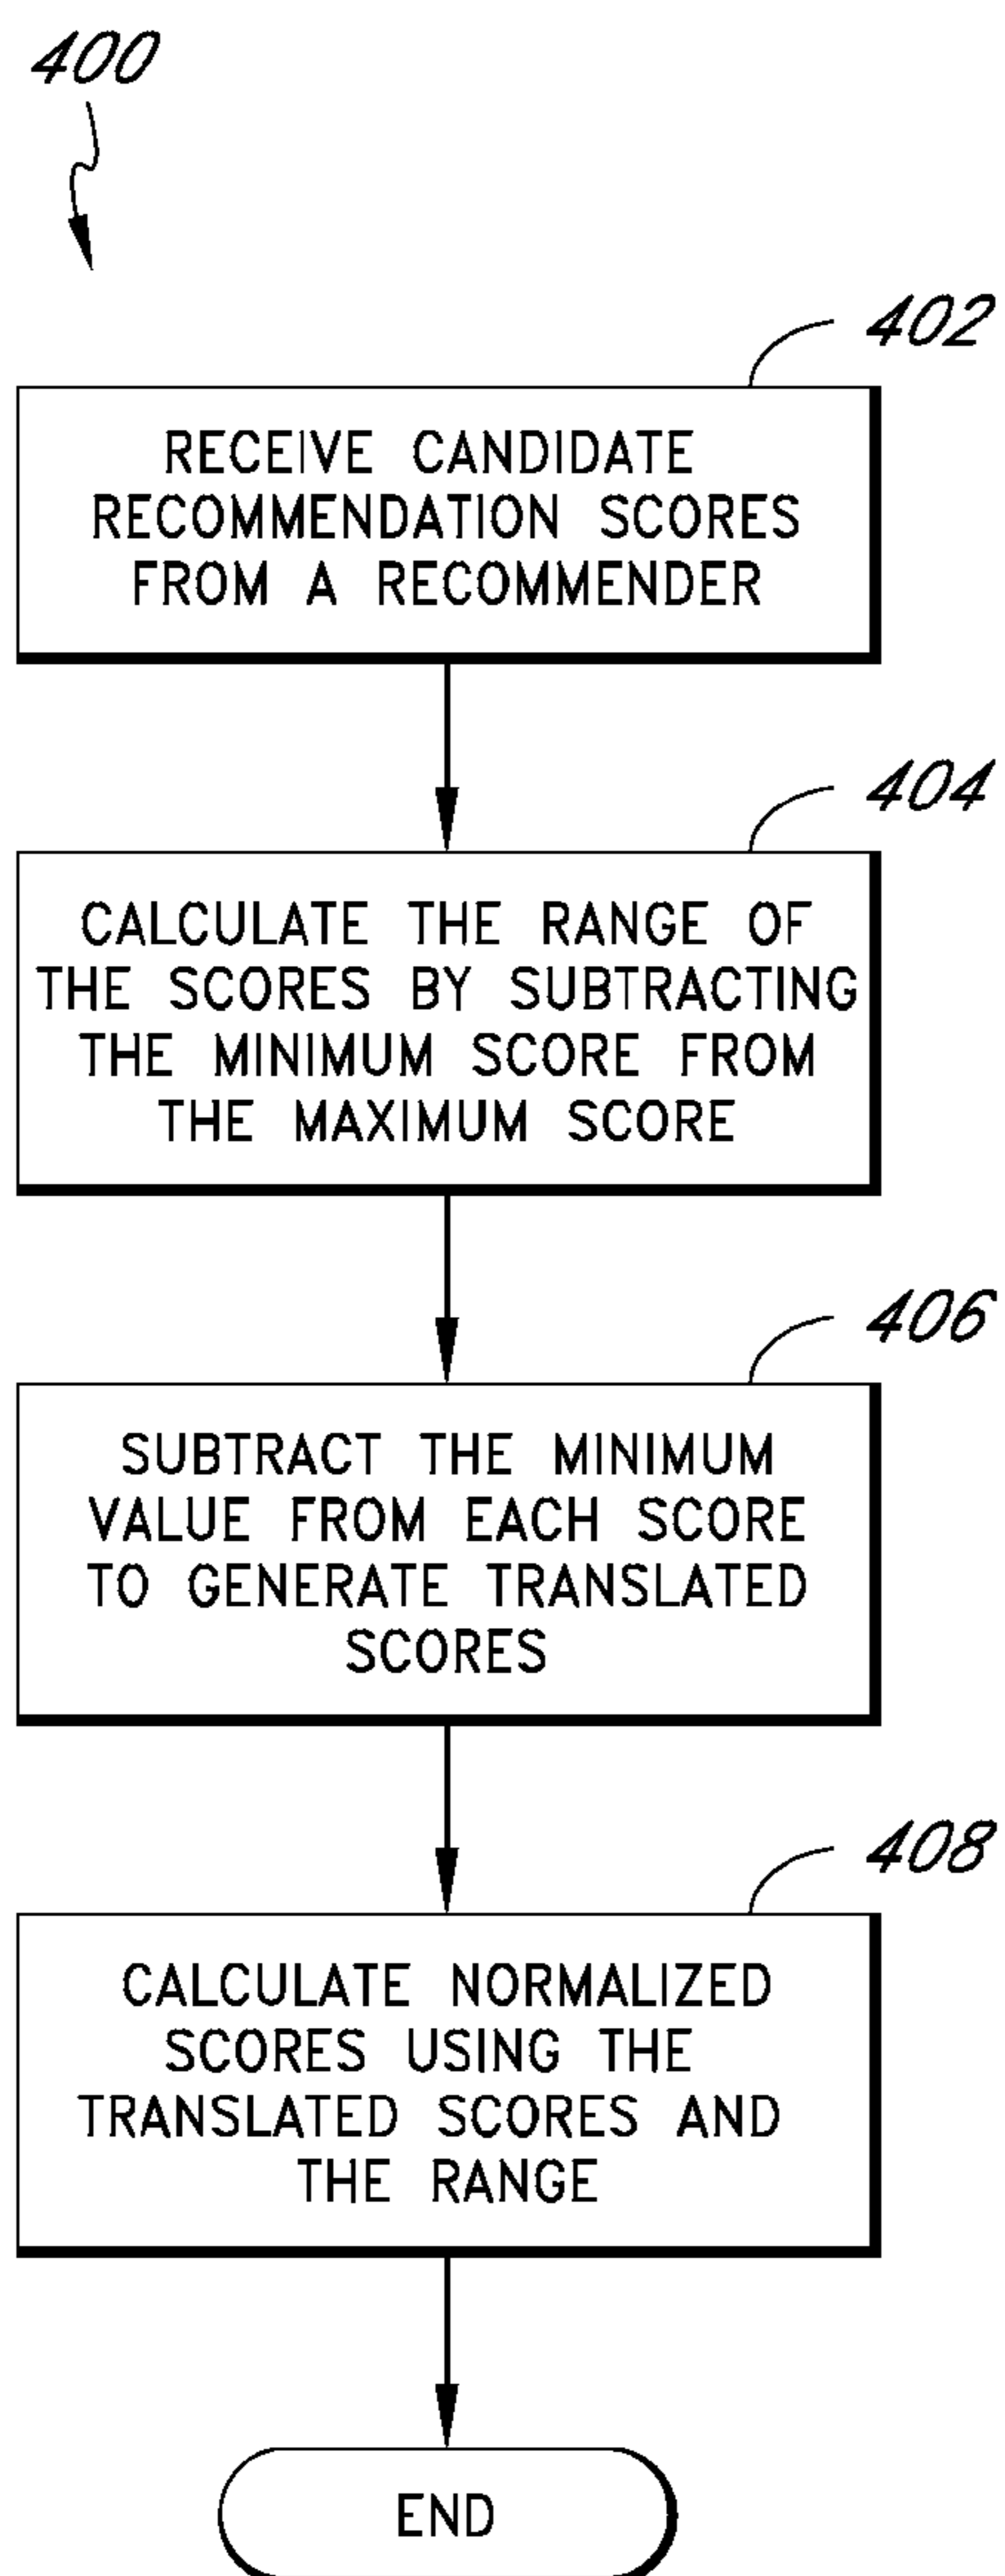 400
402
RECEIVE CANDIDATE
RECOMMENDATION SCORES
FROM A RECOMMENDER
404
CALCULATE THE RANGE OF
THE SCORES BY SUBTRACTING
THE MINIMUM SCORE FROM
THE MAXIMUM SCORE
406
SUBTRACT THE MINIMUM
VALUE FROM EACH SCORE
TO GENERATE TRANSLATED
SCORES
408
CALCULATE NORMALIZED
SCORES USING THE
TRANSLATED SCORES AND
THE RANGE
END